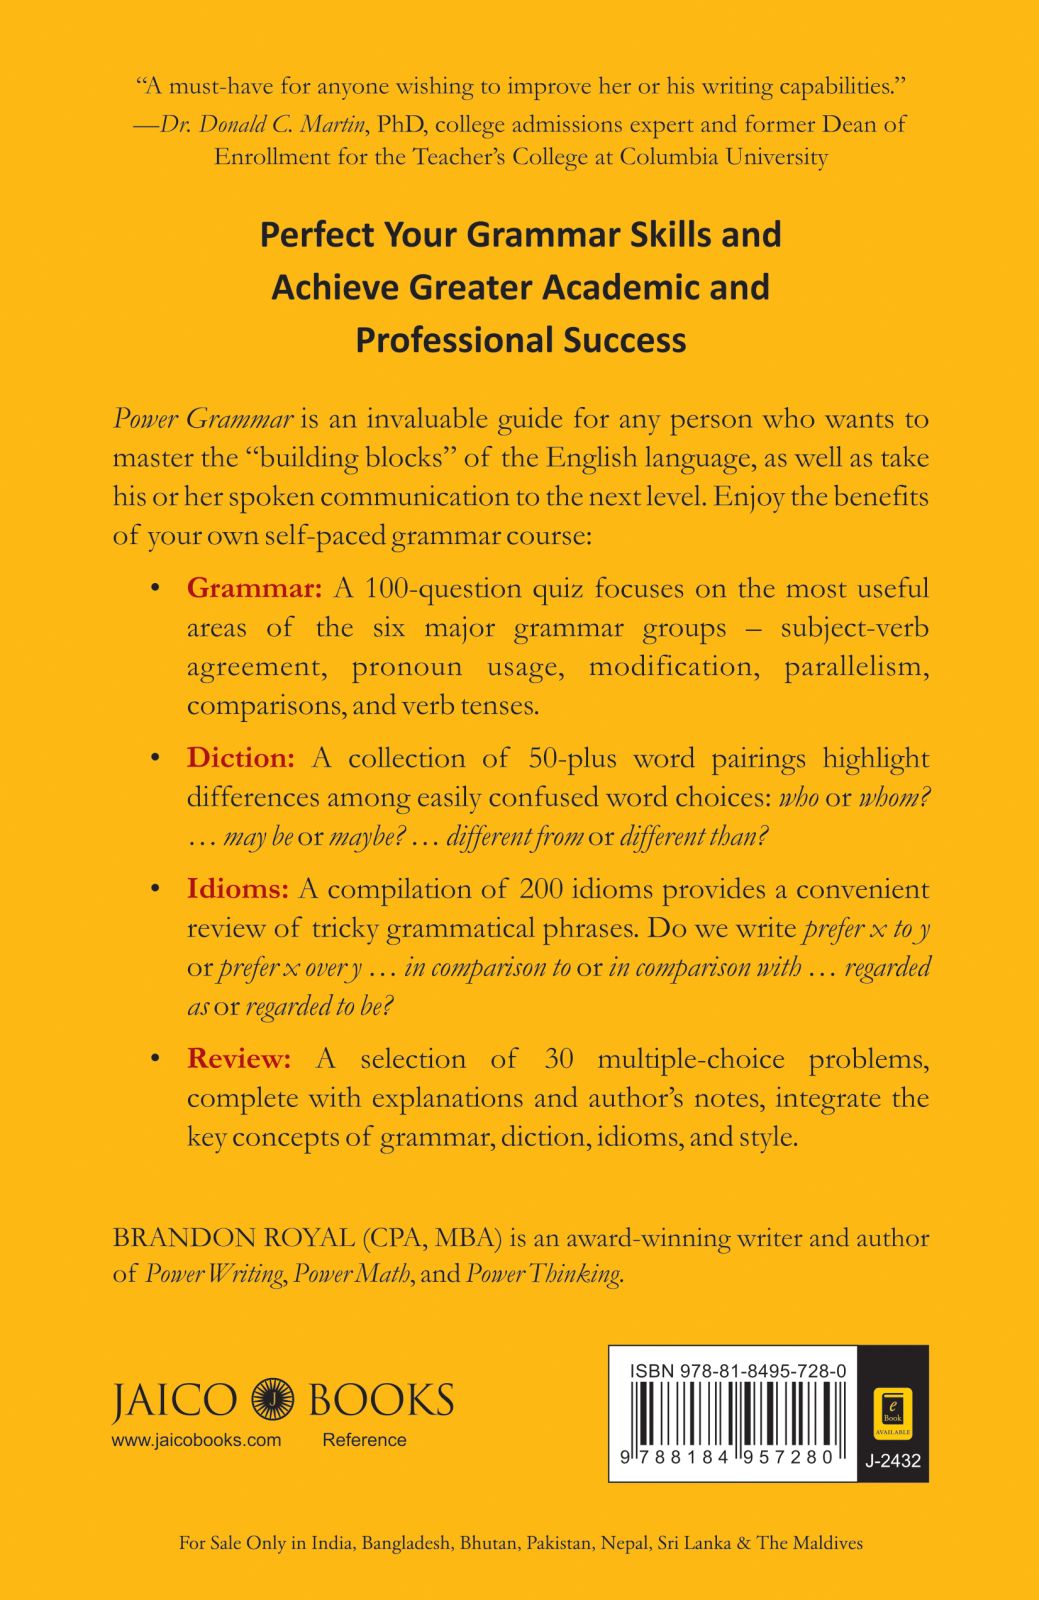 “A must-have for anyone wishing to improve her or his writing capabilities.”
—Dr. Donald C. Martin, PhD, college admissions expert and former Dean of
Enrollment for the Teacher’s College at Columbia University
Perfect Your Grammar Skills and
Achieve Greater Academic and
Professional Success
Power Grammar is an invaluable guide for any person who wants to
master the “building blocks” of the English language, as well as take
his or her spoken communication to the next level. Enjoy the benefits
of your own self-paced grammar course:
• Grammar: A 100-question quiz focuses on the most useful
areas of the six major grammar groups – subject-verb
agreement, pronoun usage, modification, parallelism,
comparisons, and verb tenses.
• Diction: A collection of 50-plus word pairings highlight
differences among easily confused word choices: who or whom?
… may be or maybe? … different from or different than?
• Idioms: A compilation of 200 idioms provides a convenient
review of tricky grammatical phrases. Do we write prefer x to y
or prefer x over y … in comparison to or in comparison with … regarded
as or regarded to be?
• Review: A selection of 30 multiple-choice problems,
complete with explanations and author’s notes, integrate the
key concepts of grammar, diction, idioms, and style.
BRANDON ROYAL (CPA, MBA) is an award-winning writer and author
of Power Writing, Power Math, and Power Thinking.
JAICO J BOOKS
www.jaicobooks.com Reference
ISBN 978-81-8495-728-0
9 788184 957280
e
Book
AVAILABLE
J-2432
For Sale Only in India, Bangladesh, Bhutan, Pakistan, Nepal, Sri Lanka & The Maldives